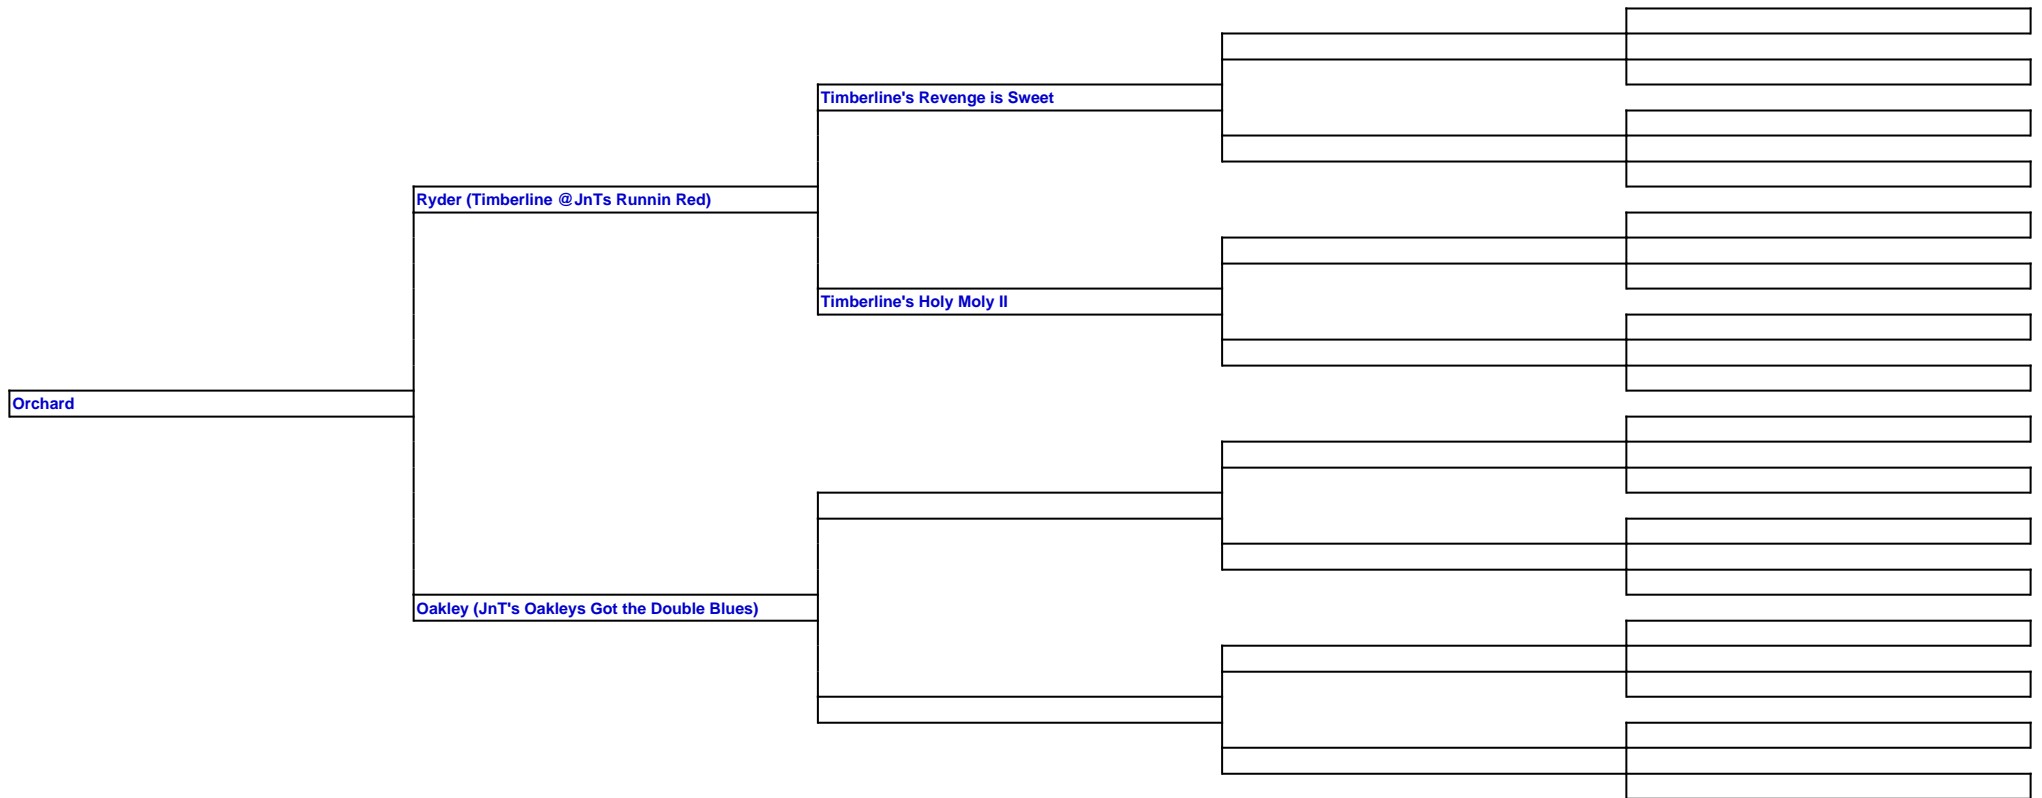 Timberline's Revenge is Sweet
Ryder (Timberline @JnTs Runnin Red)
Timberline's Holy Moly II
Orchard
Oakley (JnT's Oakleys Got the Double Blues)